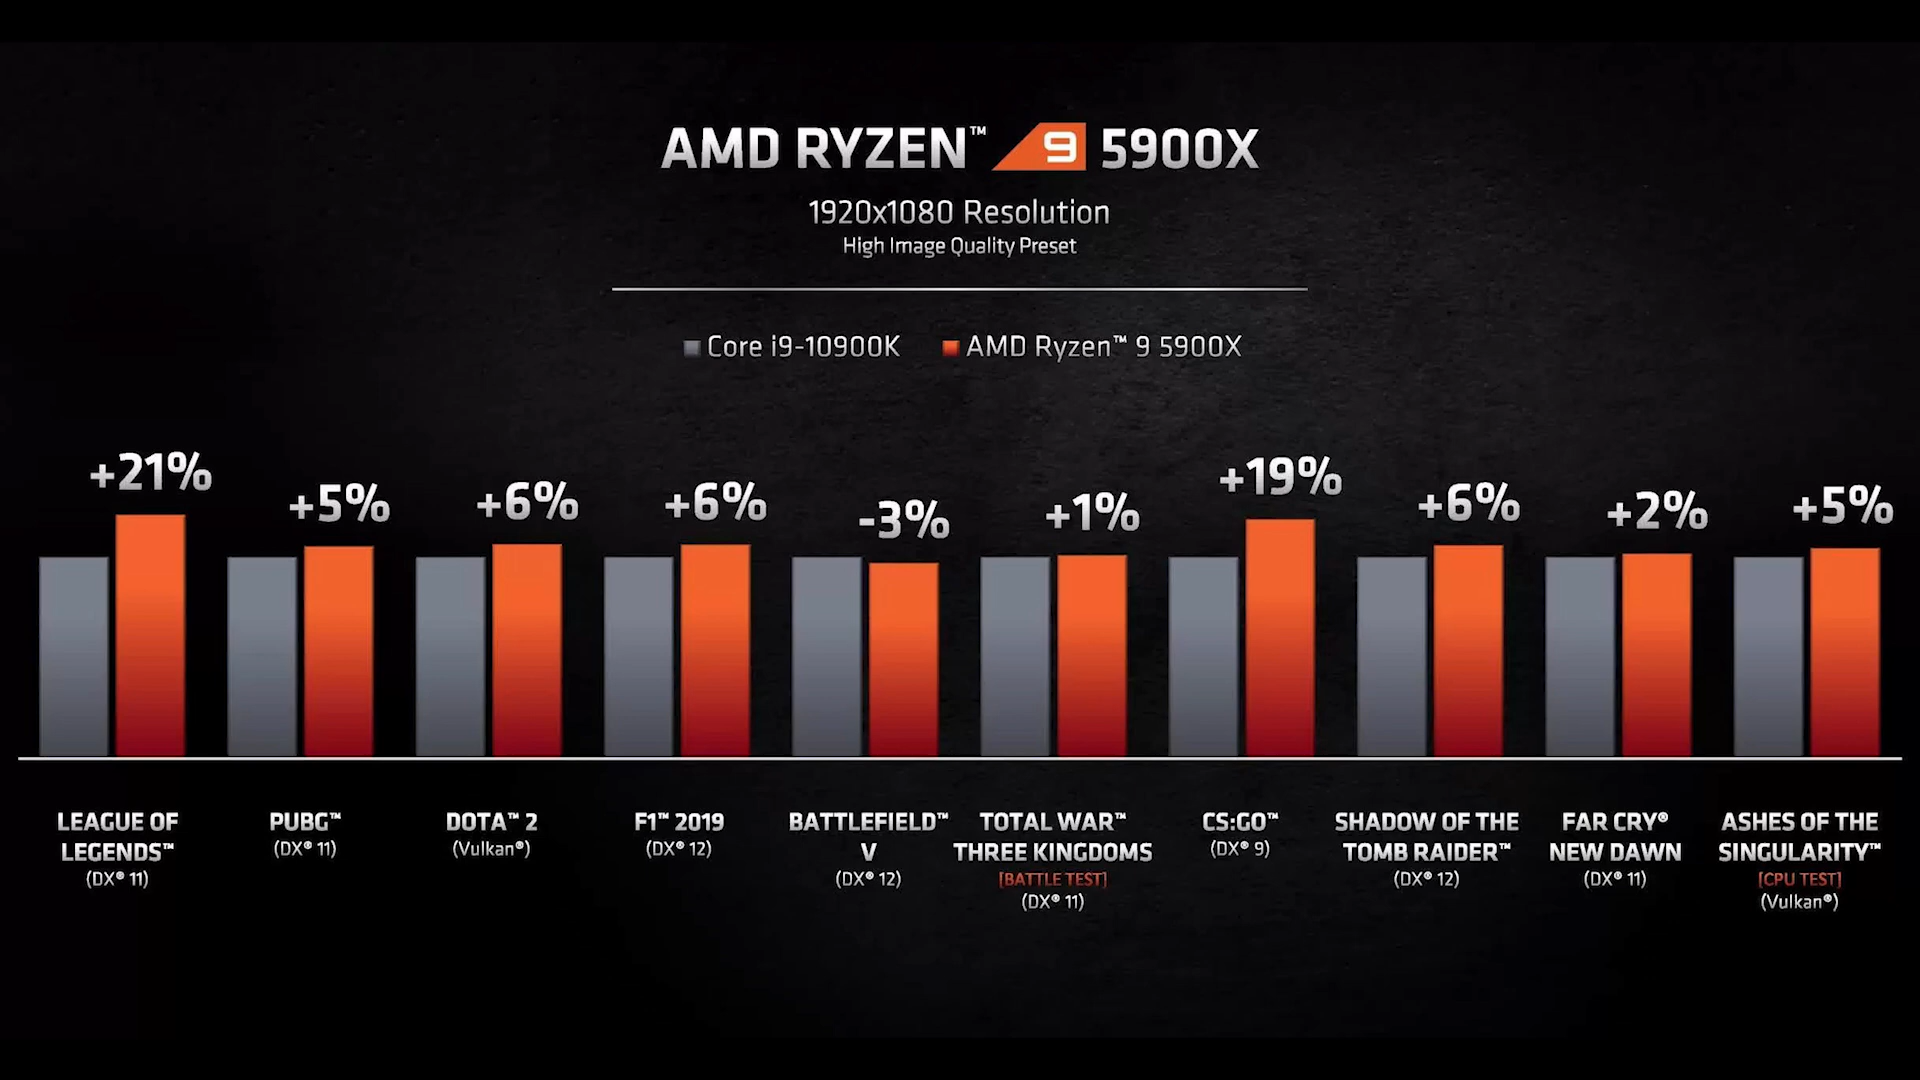 AMD RYZEN™ 9 5900X
1920x1080 Resolution
High Image Quality Preset
Core i9-10900K AMD Ryzen™ 9 5900X
+21% +5% +6% +6% -3% +1% +19% +6% +2% +5%
LEAGUE OF
LEGENDS™
(DX® 11)
PUBG™
(DX® 11)
DOTA™ 2
(Vulkan®)
F1™ 2019
(DX® 12)
BATTLEFIELD™
V
(DX® 12)
TOTAL WAR™
THREE KINGDOMS
[BATTLE TEST]
(DX® 11)
CS:GO™
(DX® 9)
SHADOW OF THE
TOMB RAIDER™
(DX® 12)
FAR CRY®
NEW DAWN
(DX® 11)
ASHES OF THE
SINGULARITY™
[CPU TEST]
(Vulkan®)